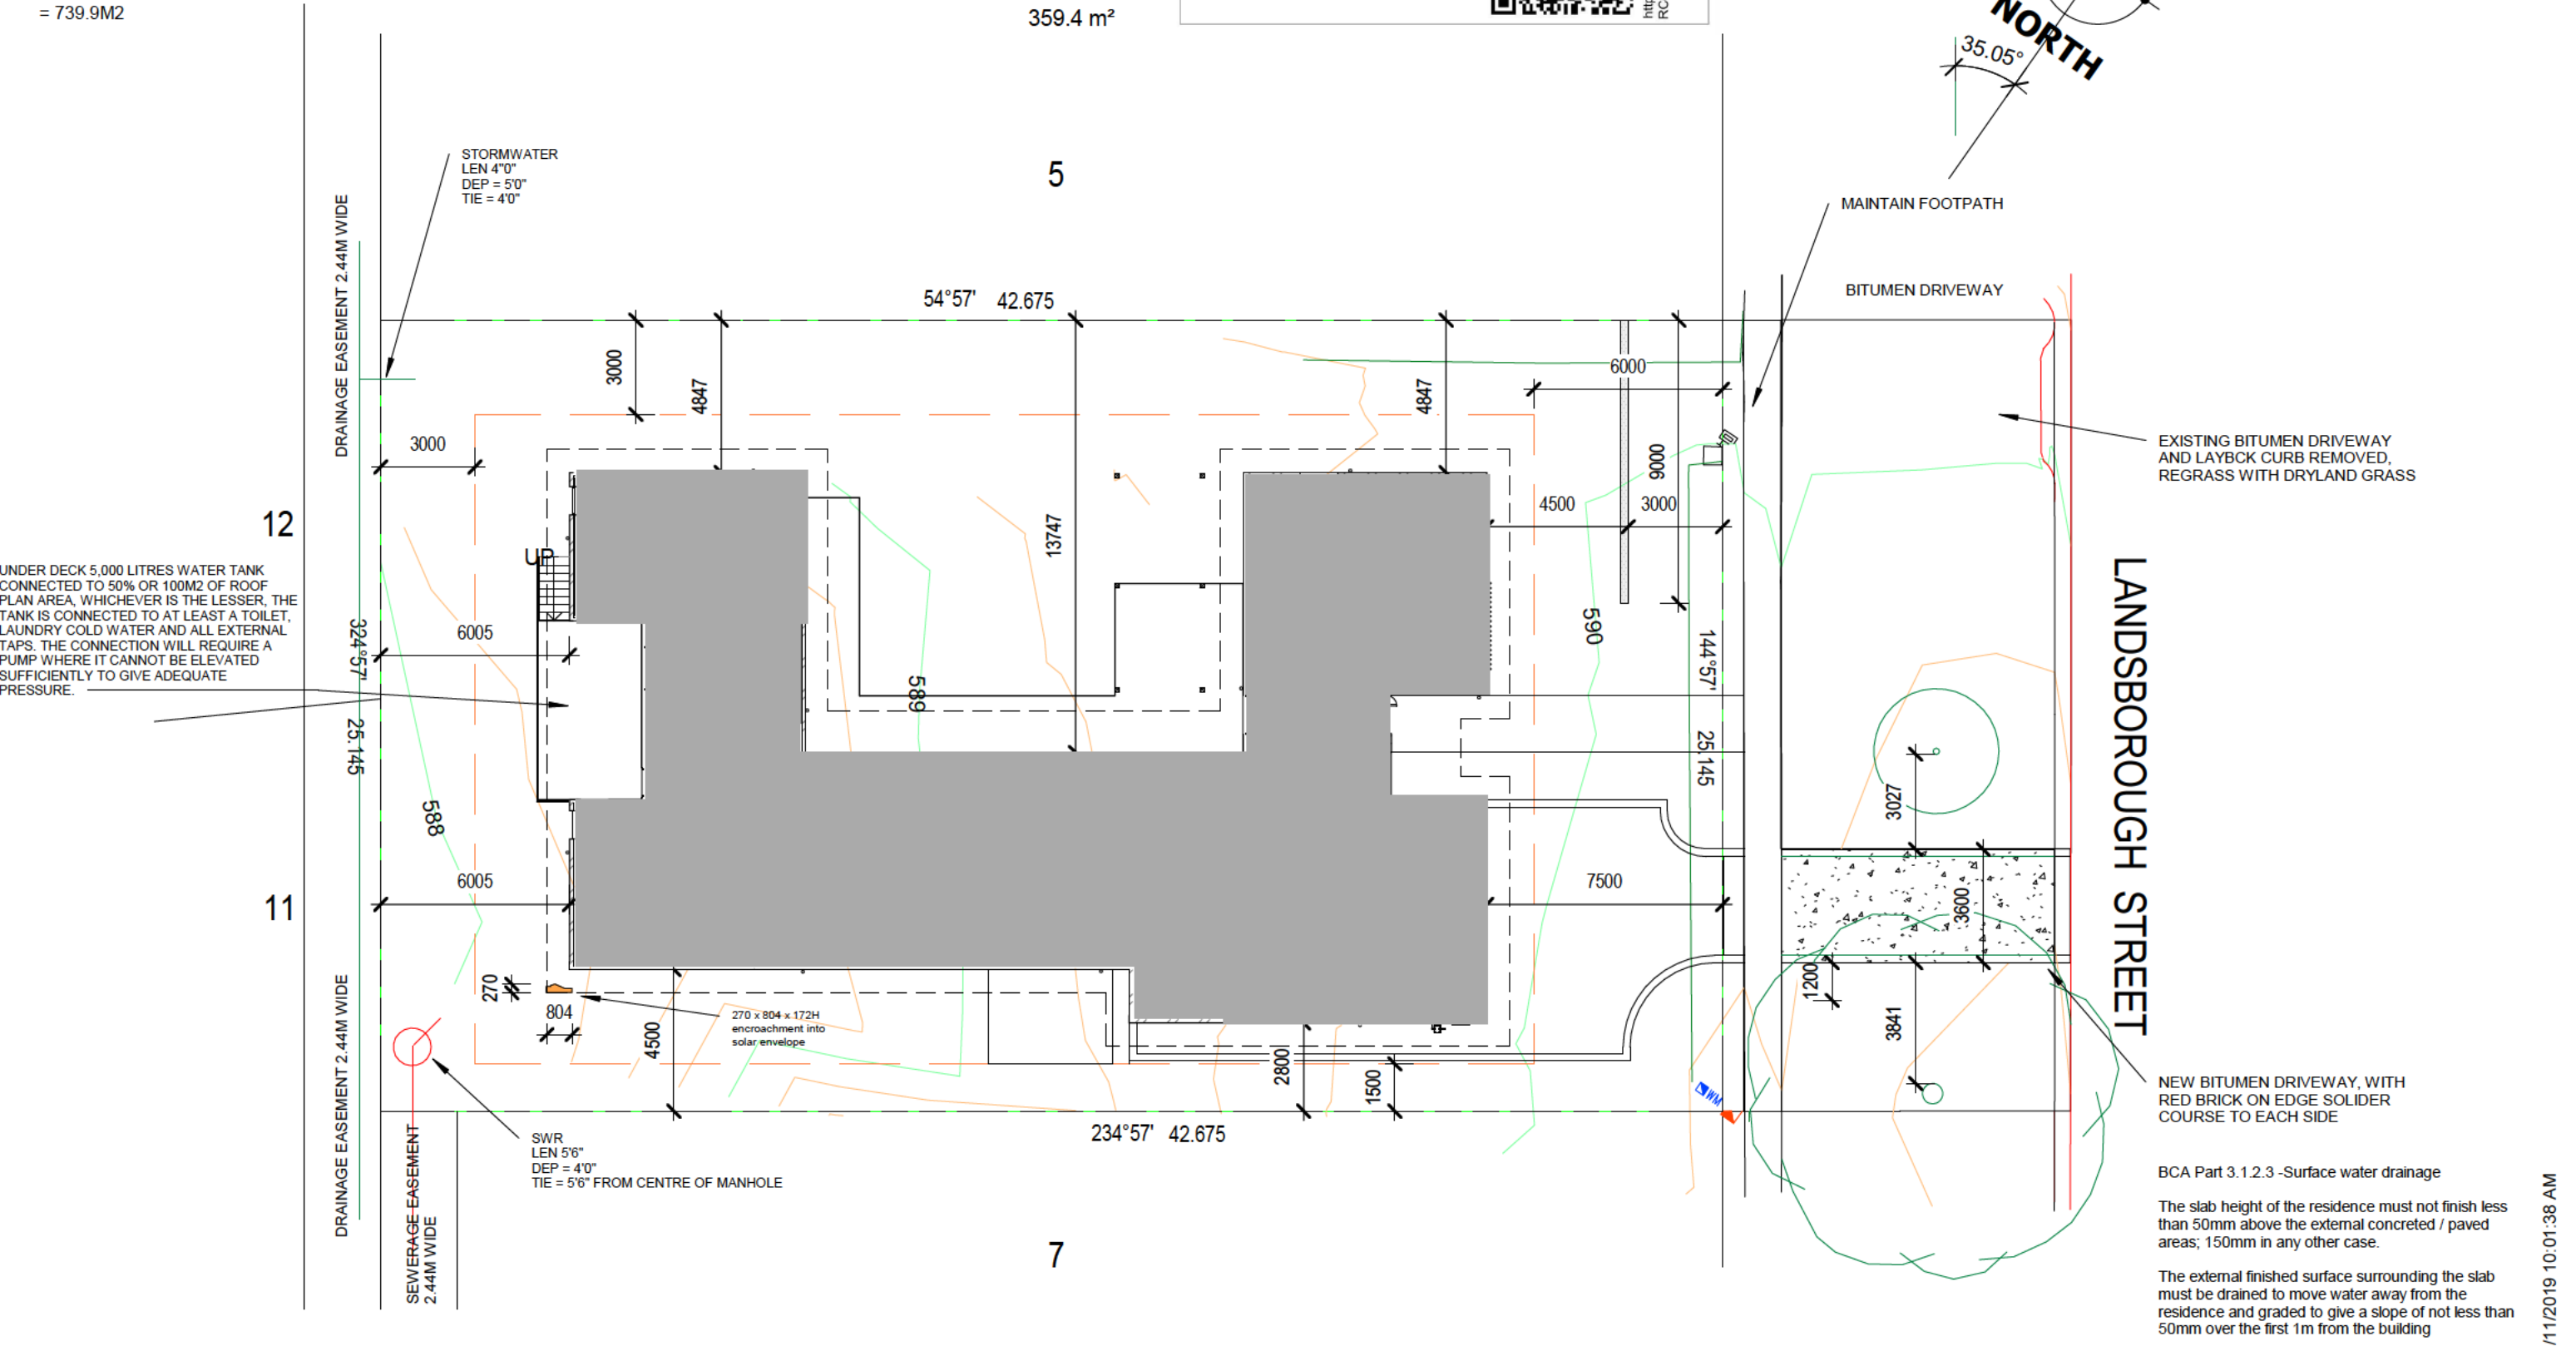 = 739.9M2
359.4 m²
NORTH
35.05°
STORMWATER
LEN 4"0"
DEP = 5'0"
TIE = 4'0"
5
MAINTAIN FOOTPATH
DRAINAGE EASEMENT 2.44M WIDE
54°57' 42.675
BITUMEN DRIVEWAY
3000
4847
4847
6000
3000
9000
EXISTING BITUMEN DRIVEWAY
AND LAYBCK CURB REMOVED,
REGRASS WITH DRYLAND GRASS
12
13747
4500
3000
UP
UNDER DECK 5,000 LITRES WATER TANK
CONNECTED TO 50% OR 100M2 OF ROOF
PLAN AREA, WHICHEVER IS THE LESSER, THE
TANK IS CONNECTED TO AT LEAST A TOILET,
LAUNDRY COLD WATER AND ALL EXTERNAL
TAPS. THE CONNECTION WILL REQUIRE A
PUMP WHERE IT CANNOT BE ELEVATED
SUFFICIENTLY TO GIVE ADEQUATE
PRESSURE.
324°57' 25.145
6005
589
590
144°57' 25.145
LANDSBOROUGH STREET
588
3027
11
6005
7500
3600
270
804
270 x 804 x 172H
encroachment into
solar envelope
4500
2800
1500
1200
3841
WM
DRAINAGE EASEMENT 2.44M WIDE
SWR
LEN 5'6"
DEP = 4'0"
TIE = 5'6" FROM CENTRE OF MANHOLE
234°57' 42.675
NEW BITUMEN DRIVEWAY, WITH
RED BRICK ON EDGE SOLIDER
COURSE TO EACH SIDE
SEWERAGE EASEMENT
2.44M WIDE
7
BCA Part 3.1.2.3 -Surface water drainage
The slab height of the residence must not finish less
than 50mm above the external concreted / paved
areas; 150mm in any other case.
The external finished surface surrounding the slab
must be drained to move water away from the
residence and graded to give a slope of not less than
50mm over the first 1m from the building
/11/2019 10:01:38 AM